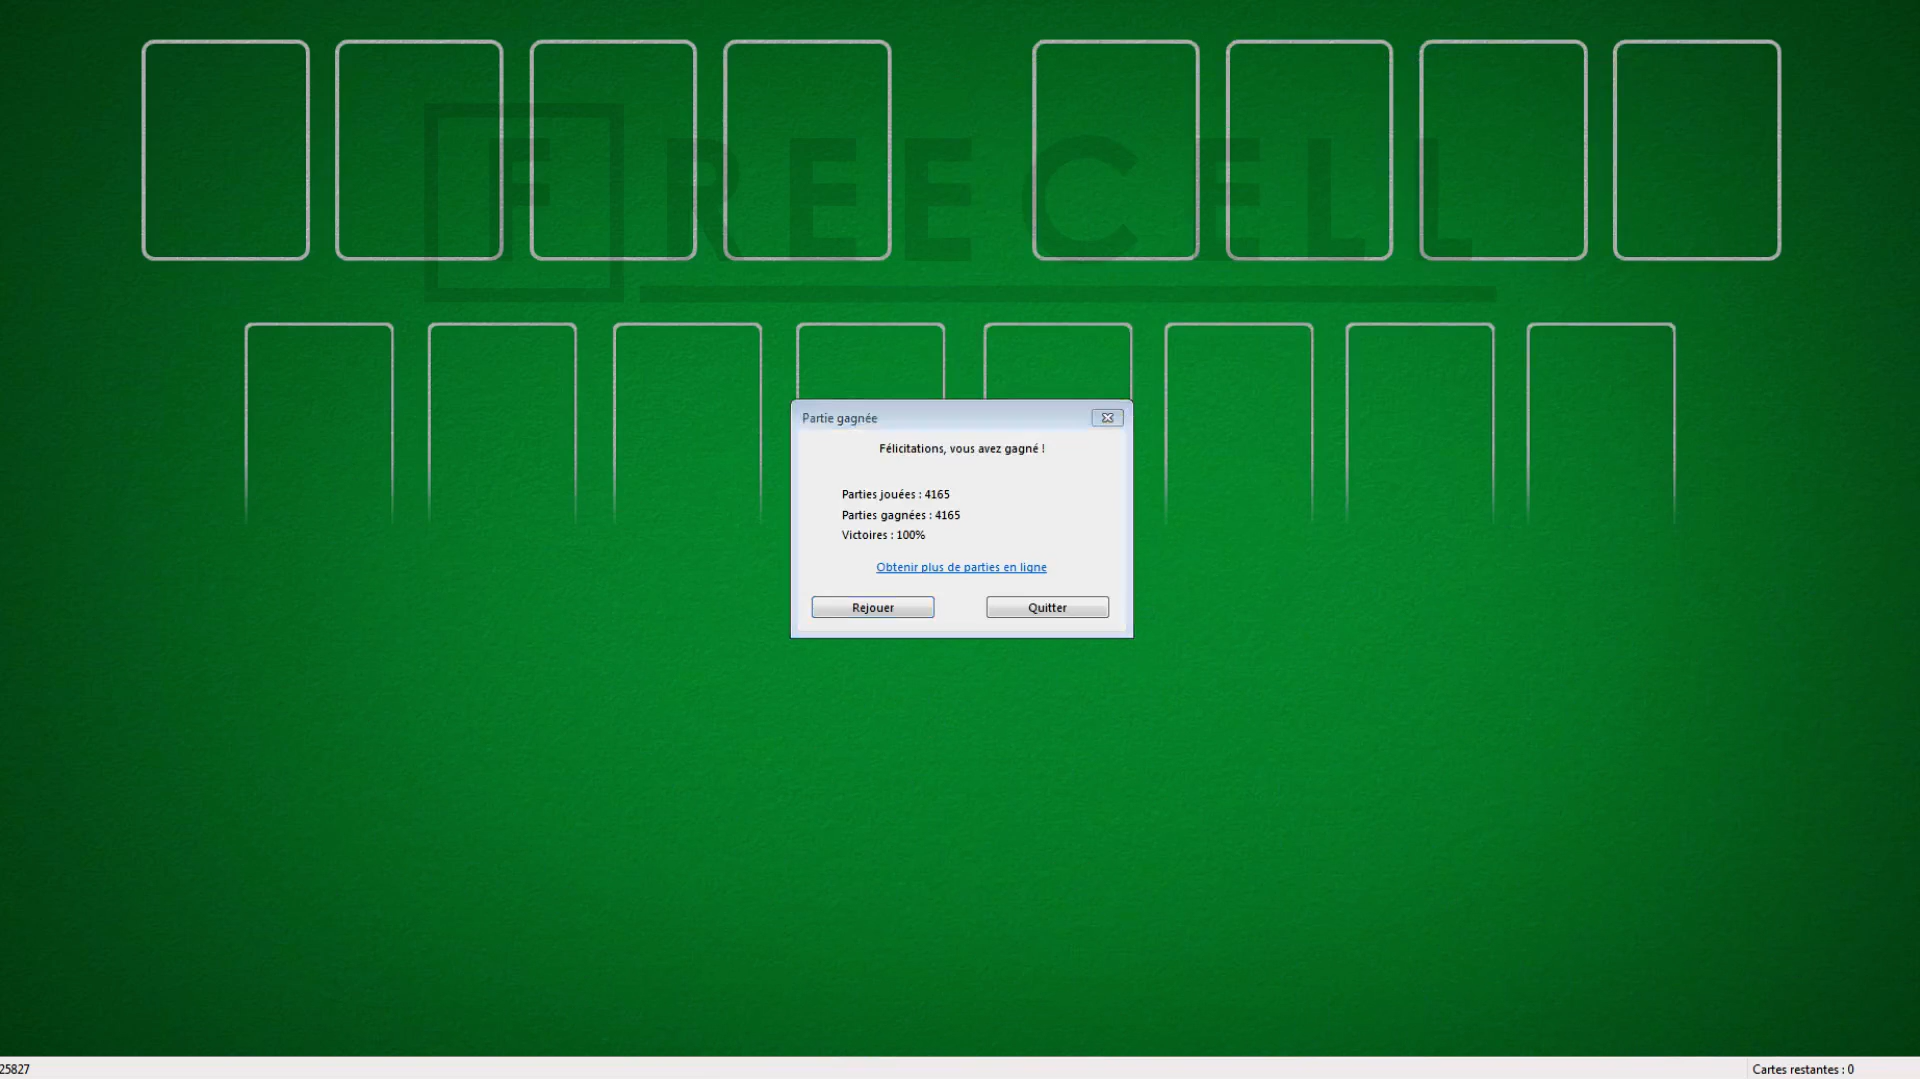 FREECELL
Partie gagnée
Félicitations, vous avez gagné !
Parties jouées : 4165
Parties gagnées : 4165
Victoires : 100%
Obtenir plus de parties en ligne
Rejouer
Quitter
25827
Cartes restantes : 0